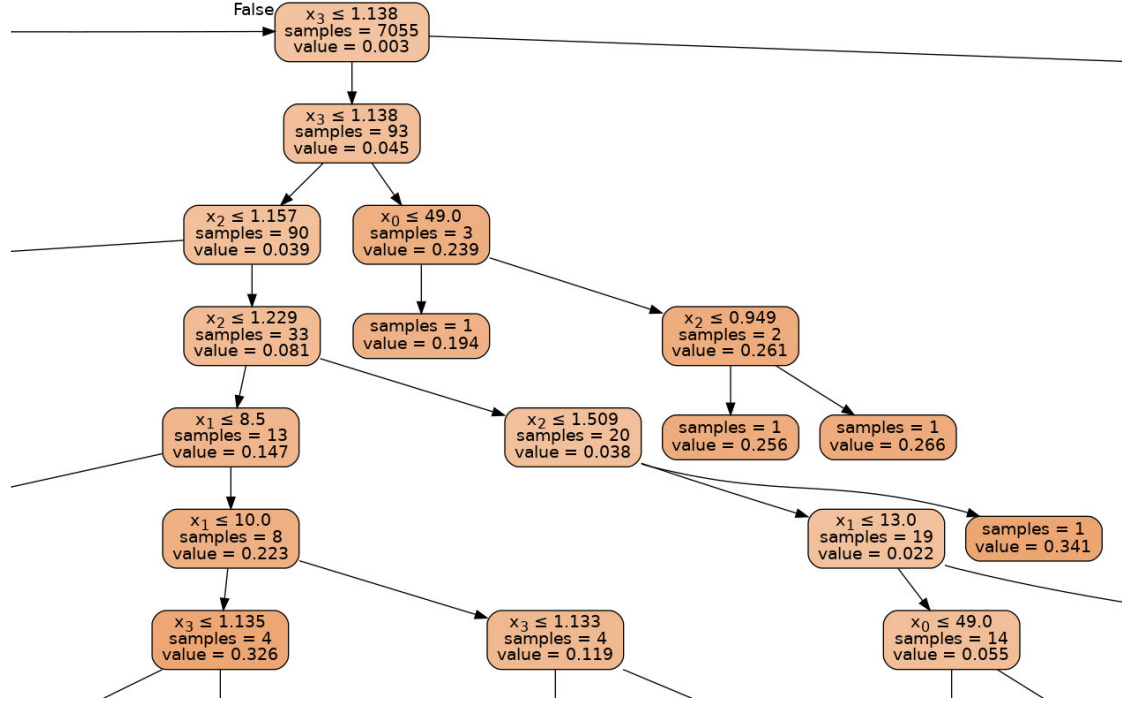 False
x3 ≤ 1.138
samples = 7055
value = 0.003
x3 ≤ 1.138
samples = 93
value = 0.045
x2 ≤ 1.157
samples = 90
value = 0.039
x0 ≤ 49.0
samples = 3
value = 0.239
x2 ≤ 1.229
samples = 33
value = 0.081
samples = 1
value = 0.194
x2 ≤ 0.949
samples = 2
value = 0.261
x1 ≤ 8.5
samples = 13
value = 0.147
x2 ≤ 1.509
samples = 20
value = 0.038
samples = 1
value = 0.256
samples = 1
value = 0.266
x1 ≤ 10.0
samples = 8
value = 0.223
x1 ≤ 13.0
samples = 19
value = 0.022
samples = 1
value = 0.341
x3 ≤ 1.135
samples = 4
value = 0.326
x3 ≤ 1.133
samples = 4
value = 0.119
x0 ≤ 49.0
samples = 14
value = 0.055